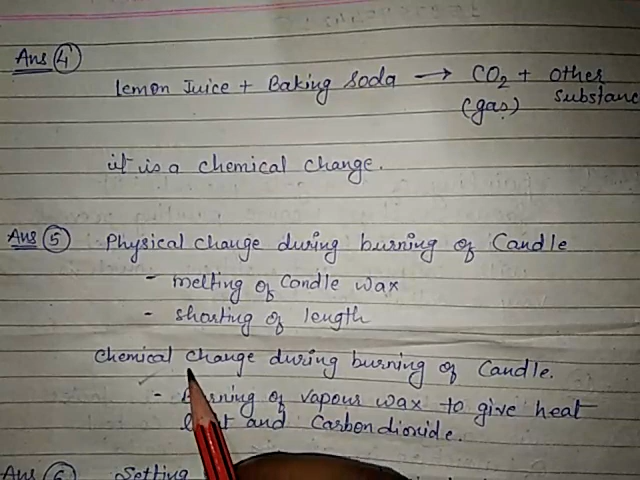 Ans 4
Lemon Juice + Baking Soda → CO2 + Other
(gas) Substanc
it is a chemical change.
Ans 5 Physical change during burning of Candle
- melting of Candle wax
- shorting of length
Chemical change during burning of Candle.
- of vapour wax to give heat
and Carbondioxide.
Ans 6 Setting